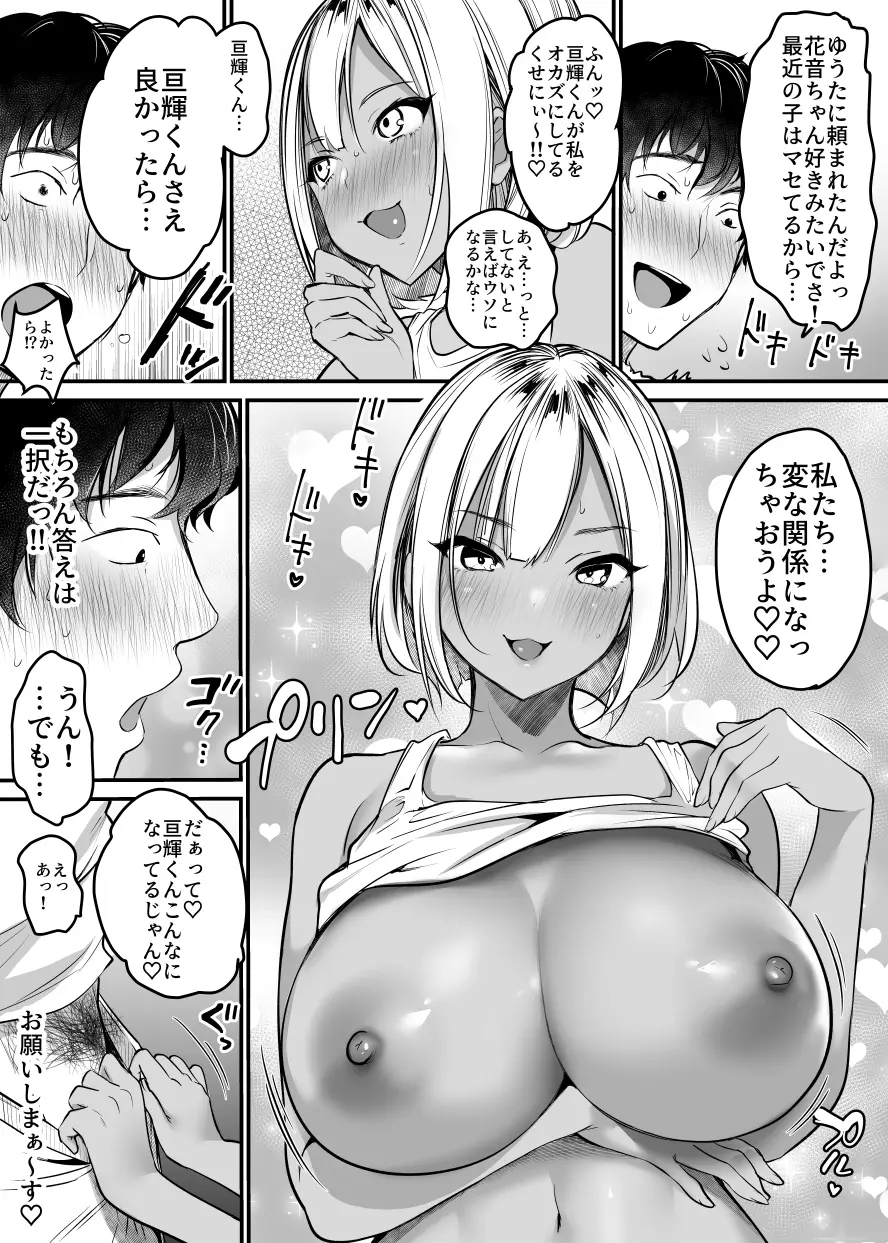 ゆうたに頼まれたんだよっ
花音ちゃん好きみたいでさ！
最近の子はマセてるから…
ドキドキ
ふんッ♡
亘輝くんが私を
オカズにしてる
くせにぃ〜!!♡
あ、え…っと…
してないと
言えばウソに
なるかな…
亘輝くん…
亘輝くんさえ
良かったら…
ドキ
よかった
ら!?
私たち…
変な関係になっ
ちゃおうよ♡♡
ドキ♥
ドキ♥
プリン♡
プル♡
もちろん答えは
一択だっ!!
ゴク…
うん！
…でも…
だぁって♡
亘輝くんこんなに
なってるじゃん♡
えっ
あっ！
ぐっ
お願いしまぁ〜す♡